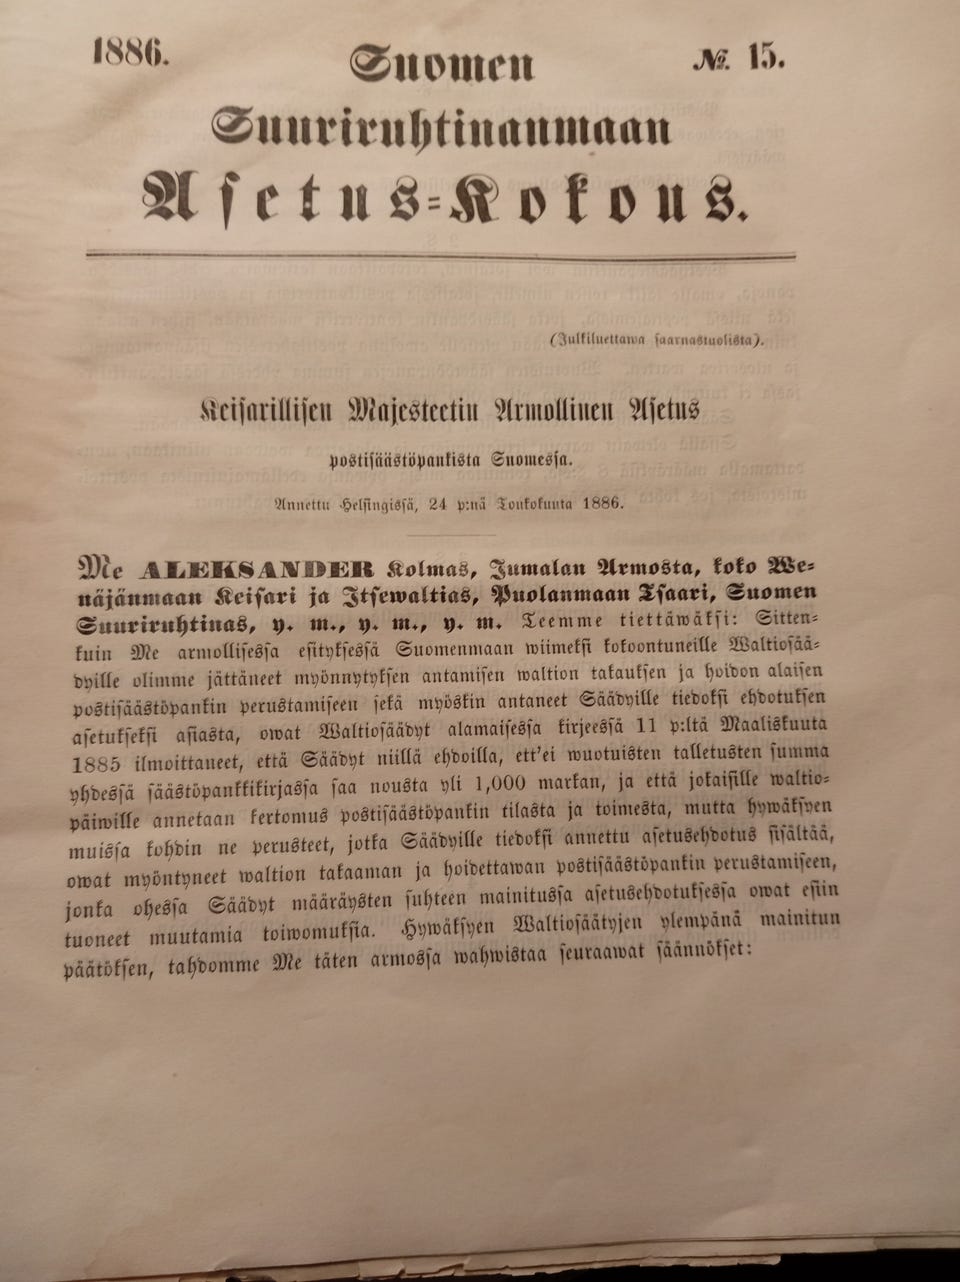 1886.
Suomen
№. 15.
Suuriruhtinanmaan
Asetus-Kokous.
(Julkiluettawa saarnastuolista).
Keisarillisen Majesteetin Armollinen Asetus
postisäästöpankista Suomessa.
Annettu Helsingissä, 24 p:nä Toukokuuta 1886.
Me ALEKSANDER Kolmas, Jumalan Armosta, koko We-
näjänmaan Keisari ja Itsewaltias, Puolanmaan Tsaari, Suomen
Suuriruhtinas, y. m., y. m., y. m. Teemme tiettäwäksi: Sitten-
kuin Me armollisessa esityksessä Suomenmaan wiimeksi kokoontuneille Waltiosää-
dyille olimme jättäneet myönnytyksen antamisen waltion takauksen ja hoidon alaisen
postisäästöpankin perustamiseen sekä myöskin antaneet Säädyille tiedoksi ehdotuksen
asetukseksi asiasta, owat Waltiosäädyt alamaisessa kirjeessä 11 p:ltä Maaliskuuta
1885 ilmoittaneet, että Säädyt niillä ehdoilla, ett'ei wuotuisten talletusten summa
yhdessä säästöpankkikirjassa saa nousta yli 1,000 markan, ja että jokaisille waltio-
päiwille annetaan kertomus postisäästöpankin tilasta ja toimesta, mutta hywäksyen
muissa kohdin ne perusteet, jotka Säädyille tiedoksi annettu asetusehdotus sisältää,
owat myöntyneet waltion takaaman ja hoidettawan postisäästöpankin perustamiseen,
jonka ohessa Säädyt määräysten suhteen mainitussa asetusehdotuksessa owat esiin
tuoneet muutamia toiwomuksia. Hywäksyen Waltiosäätyjen ylempänä mainitun
päätöksen, tahdomme Me täten armossa wahwistaa seuraawat säännökset: